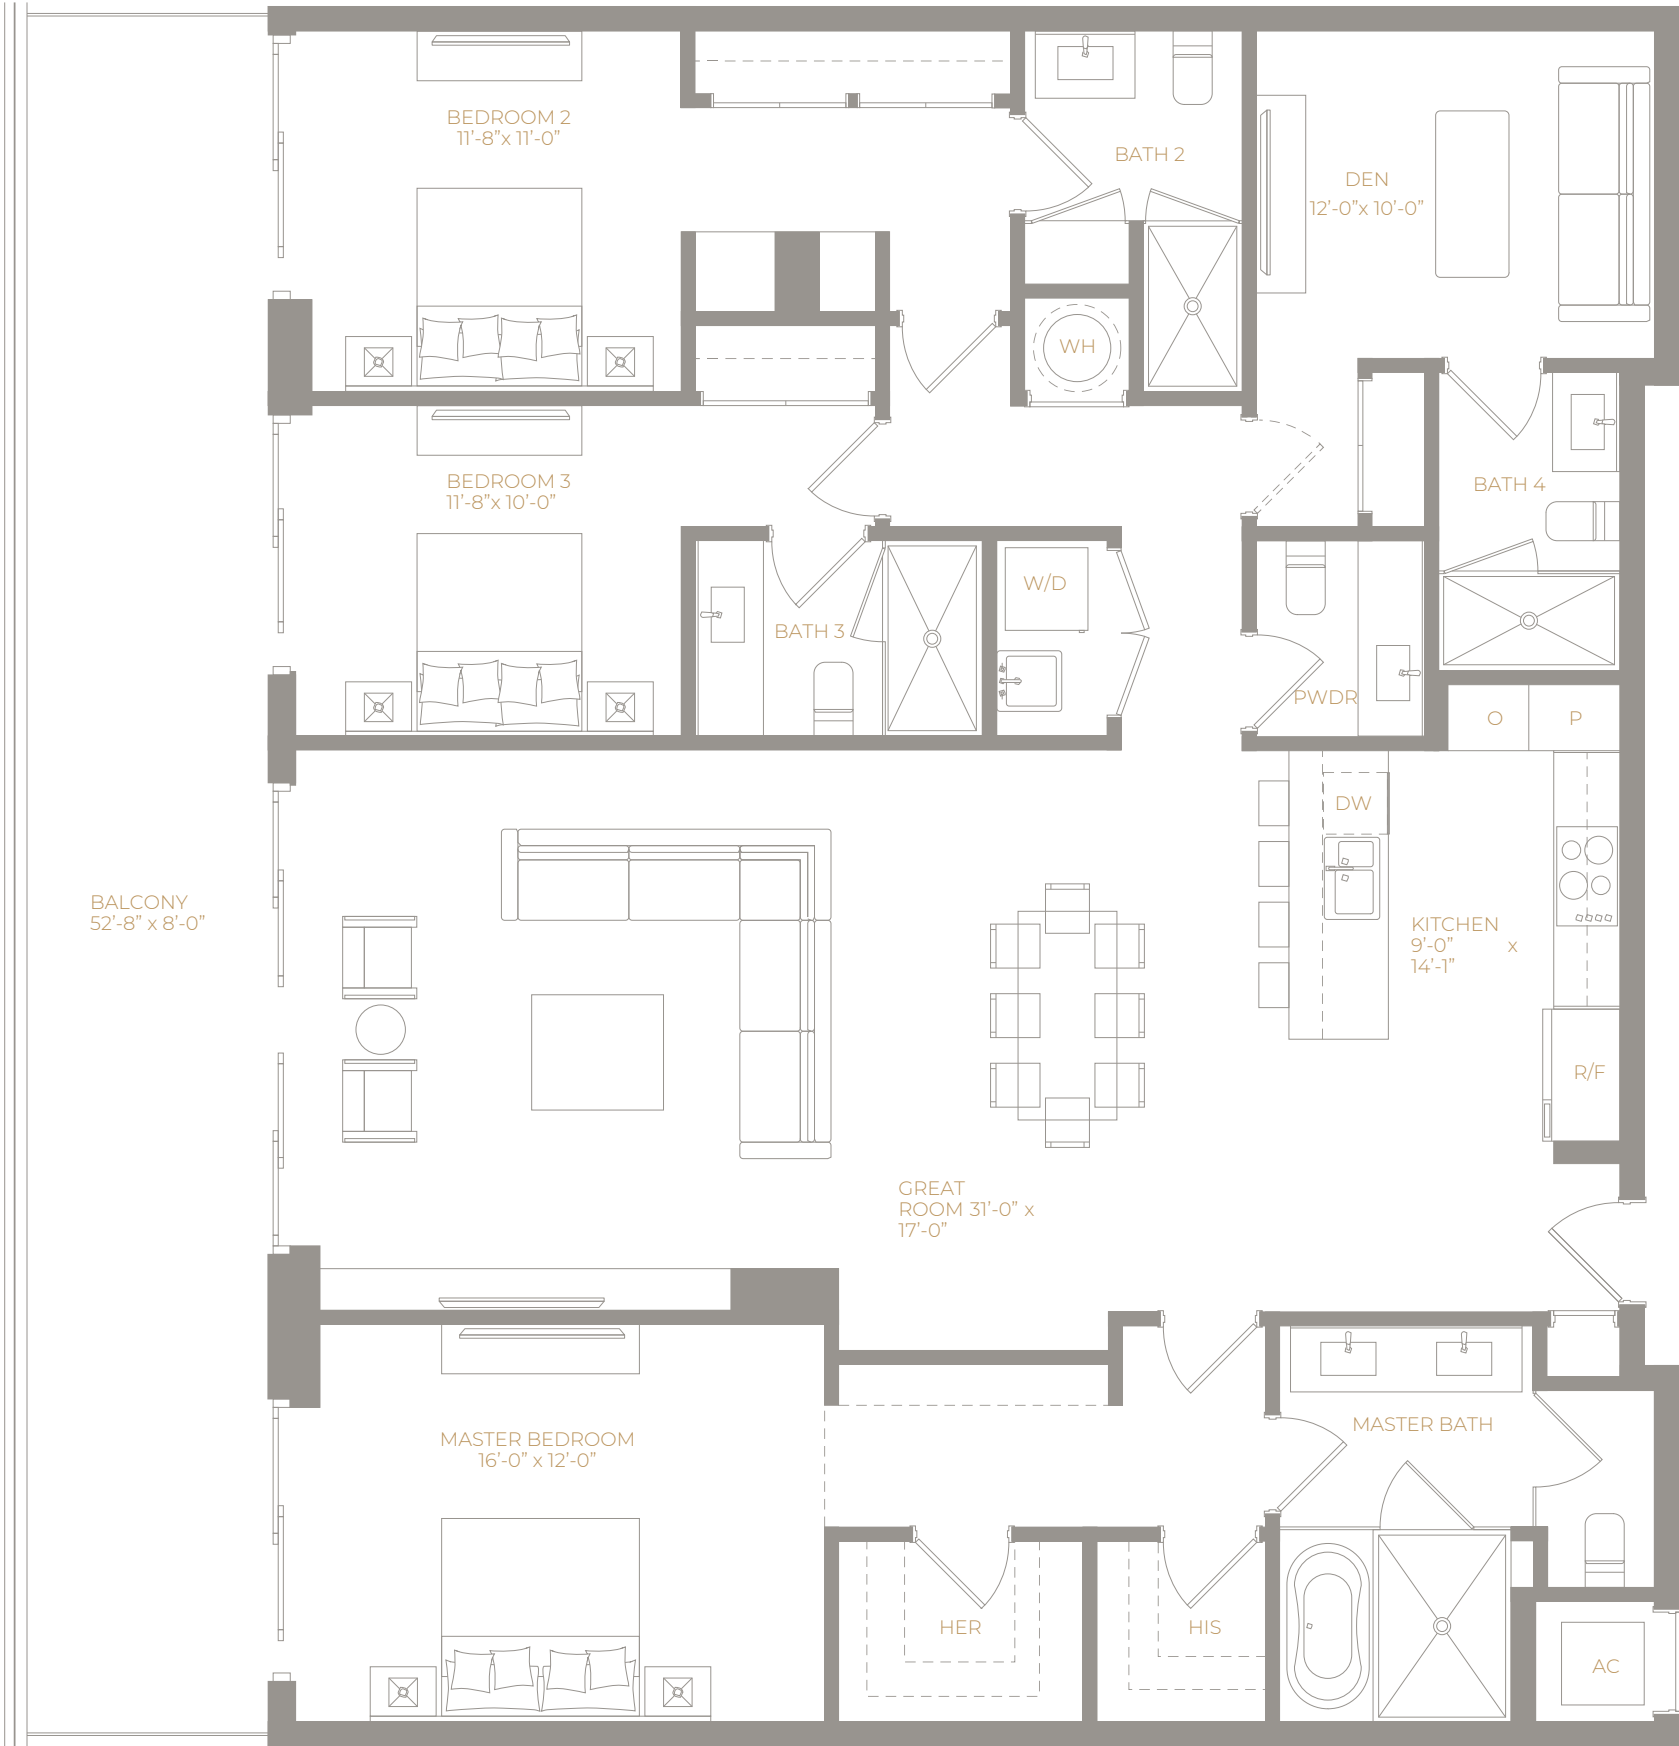 BEDROOM 2
11’-8”x 11’-0”
BATH 2
DEN
12’-0”x 10’-0”
WH
BEDROOM 3
11’-8”x 10’-0”
BATH 4
W/D
BATH 3
PWDR
O
P
DW
BALCONY
52’-8” x 8’-0”
KITCHEN
9’-0” x
14’-1”
R/F
GREAT
ROOM 31’-0” x
17’-0”
MASTER BEDROOM
16’-0” x 12’-0”
MASTER BATH
HER
HIS
AC